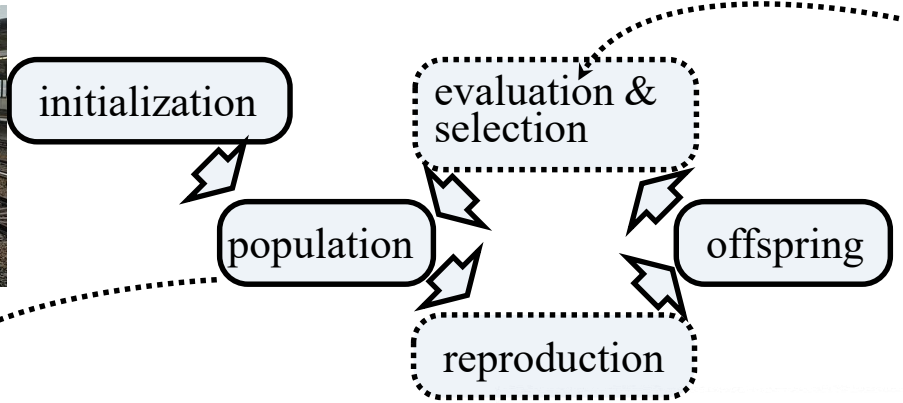 initialization
evaluation &
selection
population
offspring
reproduction